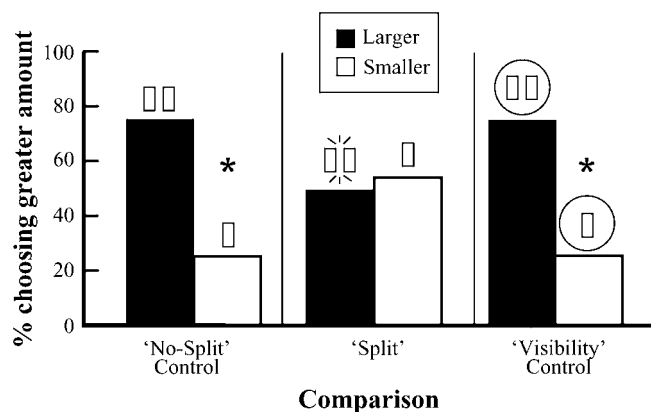 % choosing greater amount
100
80
60
40
20
0
Larger
Smaller
*
*
‘No-Split’
Control
‘Split’
‘Visibility’
Control
Comparison